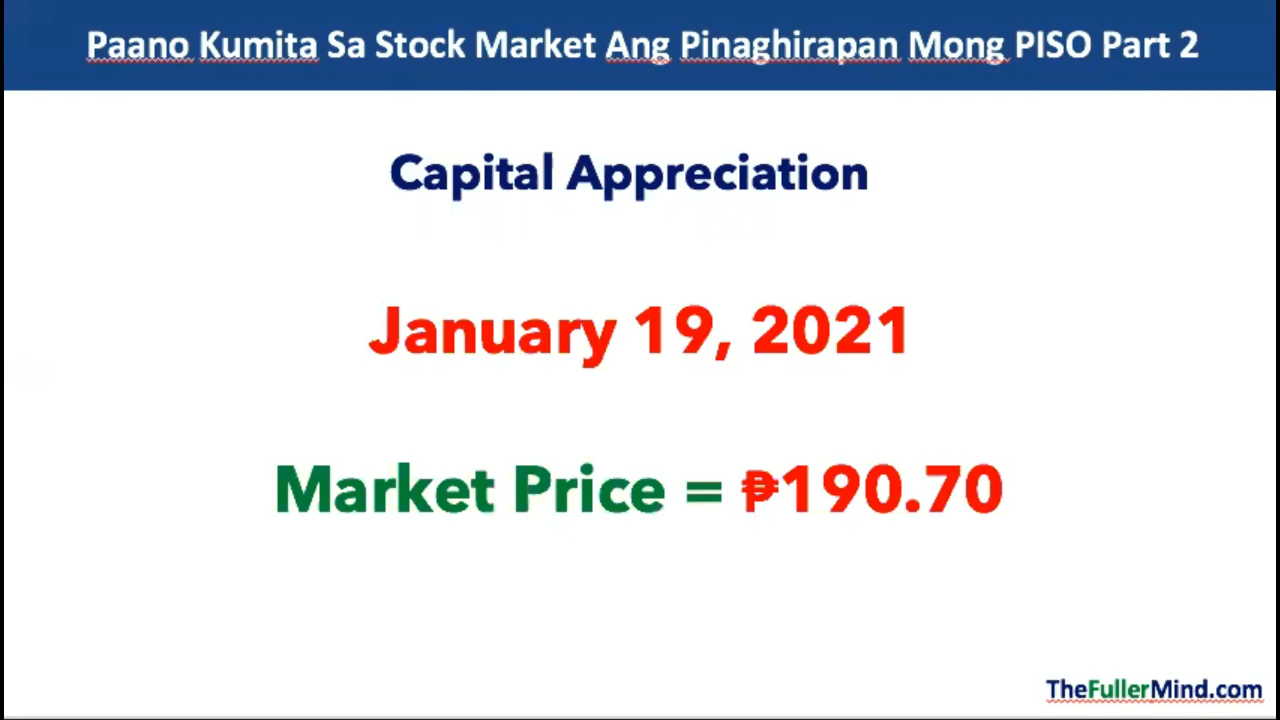 Paano Kumita Sa Stock Market Ang Pinaghirapan Mong PISO Part 2
Capital Appreciation
January 19, 2021
Market Price = ₱190.70
TheFullerMind.com